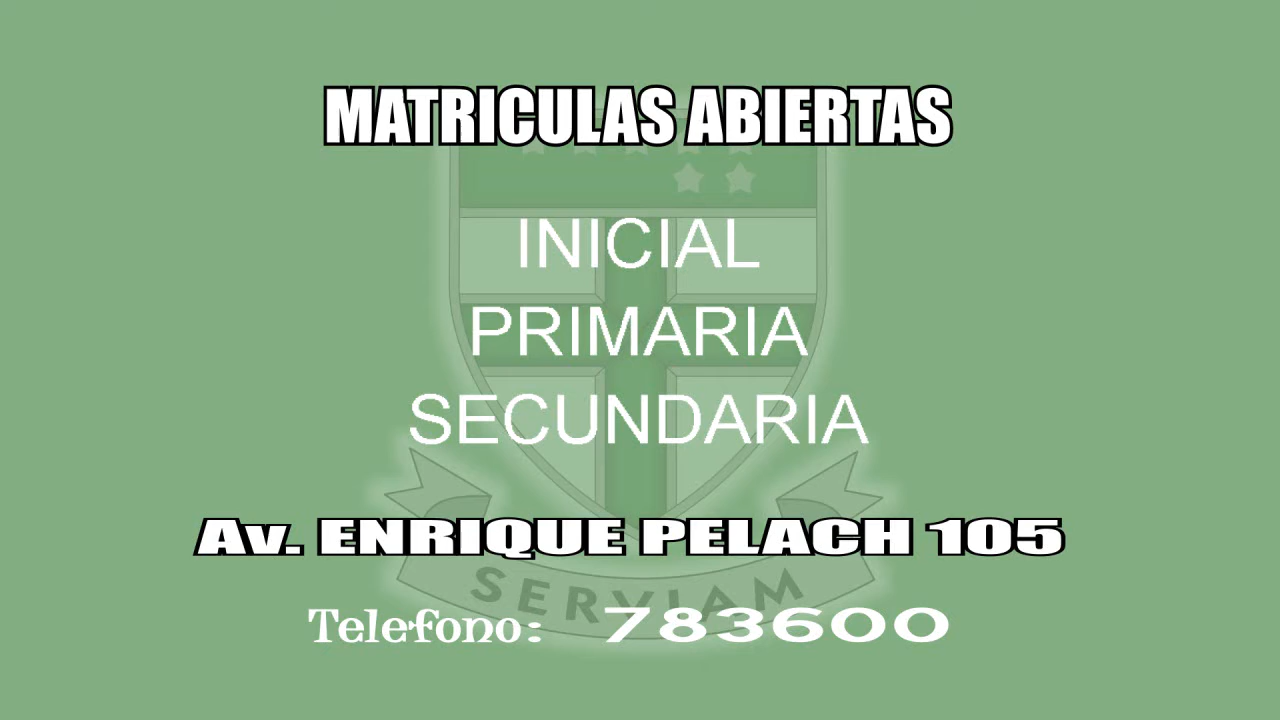 MATRICULAS ABIERTAS
INICIAL
PRIMARIA
SECUNDARIA
Av. ENRIQUE PELACH 105
SERVIAM
Telefono: 783600